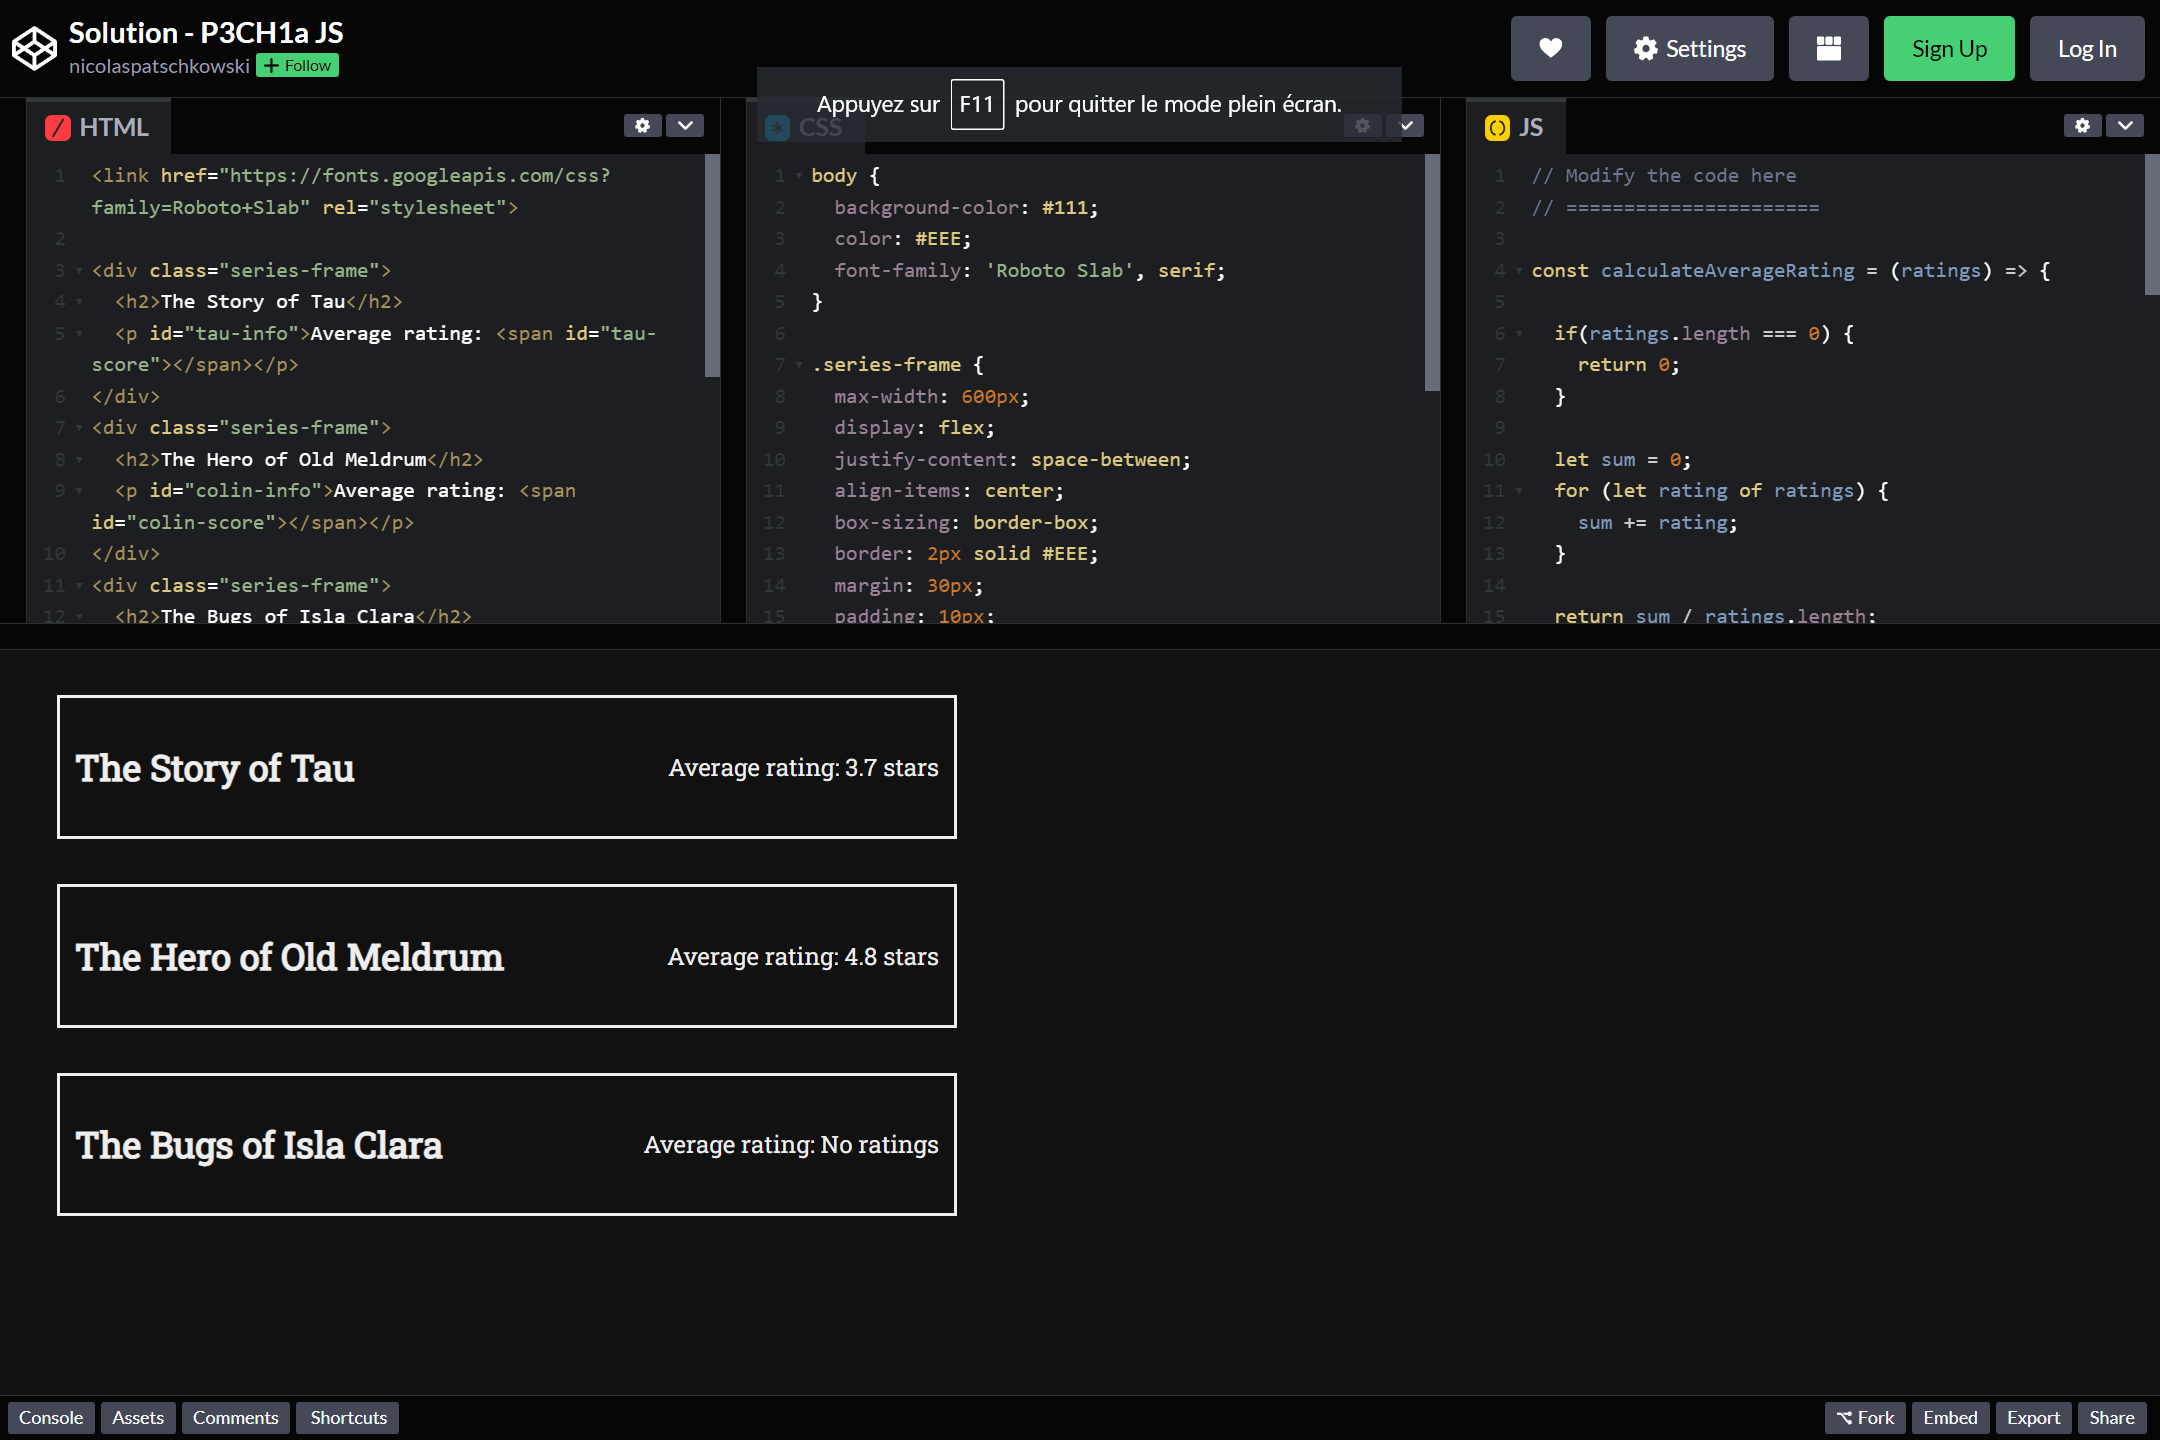 Solution - P3CH1a JS
nicolaspatschkowski
+ Follow
Settings
Sign Up
Log In
Appuyez sur F11 pour quitter le mode plein écran.
HTML
1 <link href="https://fonts.googleapis.com/css?
family=Roboto+Slab" rel="stylesheet">
2
3 <div class="series-frame">
4 <h2>The Story of Tau</h2>
5 <p id="tau-info">Average rating: <span id="tau-
score"></span></p>
6 </div>
7 <div class="series-frame">
8 <h2>The Hero of Old Meldrum</h2>
9 <p id="colin-info">Average rating: <span
id="colin-score"></span></p>
10 </div>
11 <div class="series-frame">
12 <h2>The Bugs of Isla Clara</h2>
CSS
1 body {
2 background-color: #111;
3 color: #EEE;
4 font-family: 'Roboto Slab', serif;
5 }
6
7 .series-frame {
8 max-width: 600px;
9 display: flex;
10 justify-content: space-between;
11 align-items: center;
12 box-sizing: border-box;
13 border: 2px solid #EEE;
14 margin: 30px;
15 padding: 10px;
JS
1 // Modify the code here
2 // ======================
3
4 const calculateAverageRating = (ratings) => {
5
6 if(ratings.length === 0) {
7 return 0;
8 }
9
10 let sum = 0;
11 for (let rating of ratings) {
12 sum += rating;
13 }
14
15 return sum / ratings.length;
The Story of Tau
Average rating: 3.7 stars
The Hero of Old Meldrum
Average rating: 4.8 stars
The Bugs of Isla Clara
Average rating: No ratings
Console
Assets
Comments
Shortcuts
Fork
Embed
Export
Share